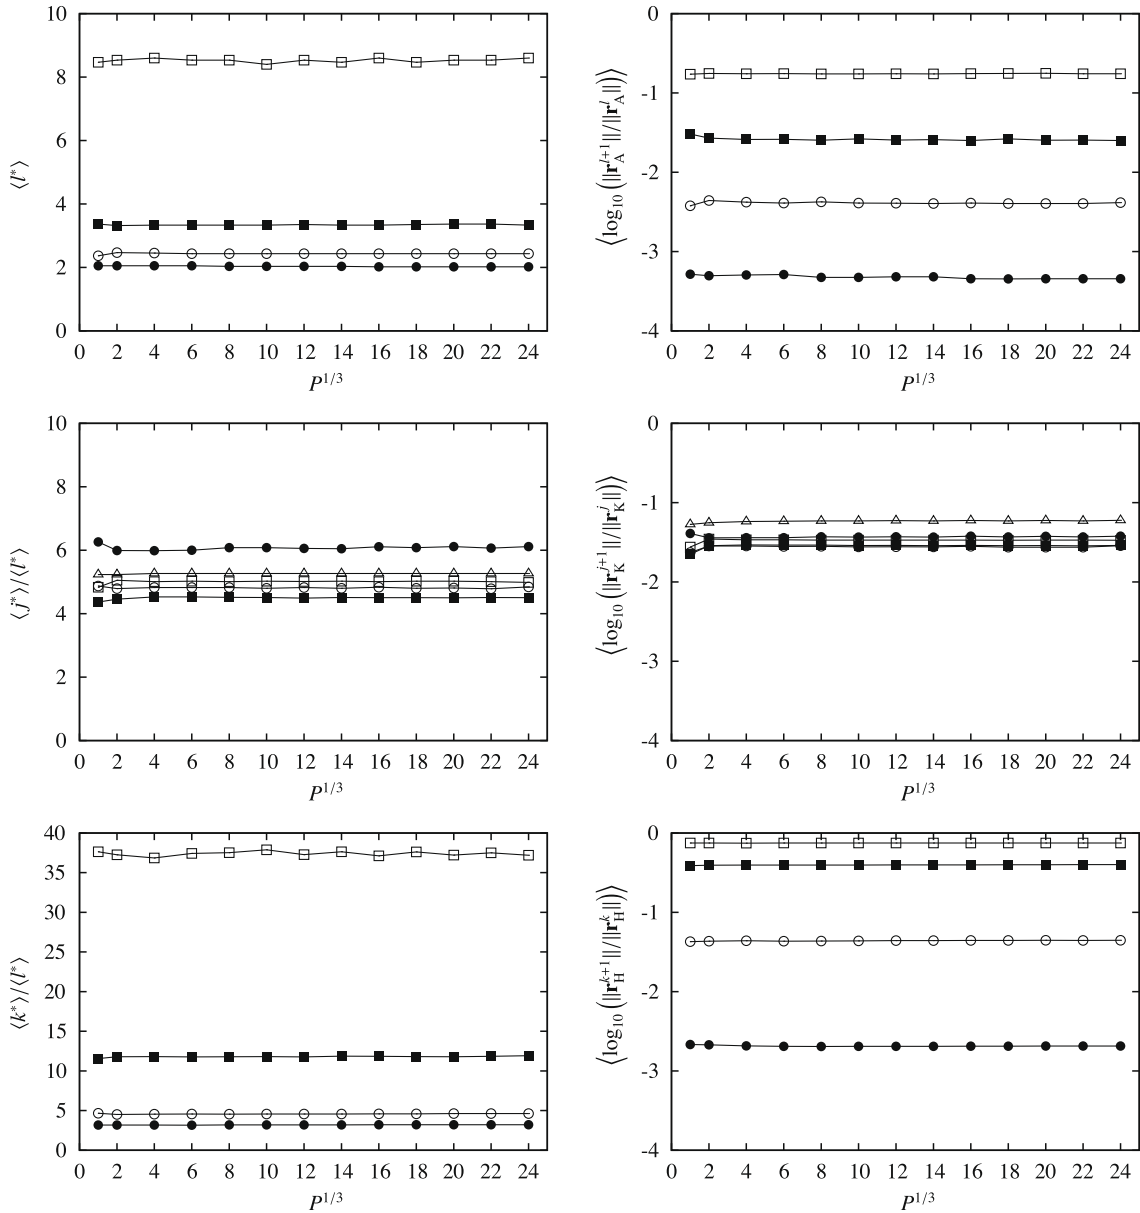 10
8
6
4
2
0
⟨l*⟩
0 2 4 6 8 10 12 14 16 18 20 22 24
P^{1/3}
-0
-1
-2
-3
-4
⟨log₁₀ (||r_A^{l+1}||/||r_A^l||)⟩
0 2 4 6 8 10 12 14 16 18 20 22 24
P^{1/3}
10
8
6
4
2
0
⟨j*⟩/⟨l*⟩
0 2 4 6 8 10 12 14 16 18 20 22 24
P^{1/3}
-0
-1
-2
-3
-4
⟨log₁₀ (||r_K^{j+1}||/||r_K^j||)⟩
0 2 4 6 8 10 12 14 16 18 20 22 24
P^{1/3}
40
35
30
25
20
15
10
5
0
⟨k*⟩/⟨l*⟩
0 2 4 6 8 10 12 14 16 18 20 22 24
P^{1/3}
-0
-1
-2
-3
-4
⟨log₁₀ (||r_H^{k+1}||/||r_H^k||)⟩
0 2 4 6 8 10 12 14 16 18 20 22 24
P^{1/3}